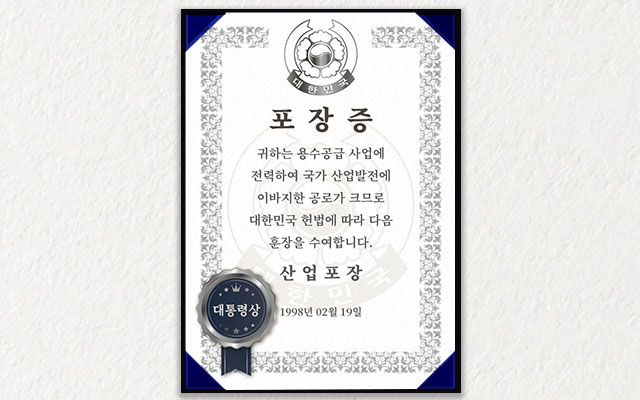 대한민국
포장증
귀하는 용수공급 사업에
전력하여 국가 산업발전에
이바지한 공로가 크므로
대한민국 헌법에 따라 다음
훈장을 수여합니다.
산업포장
대한민국
대통령상
1998년 02월 19일